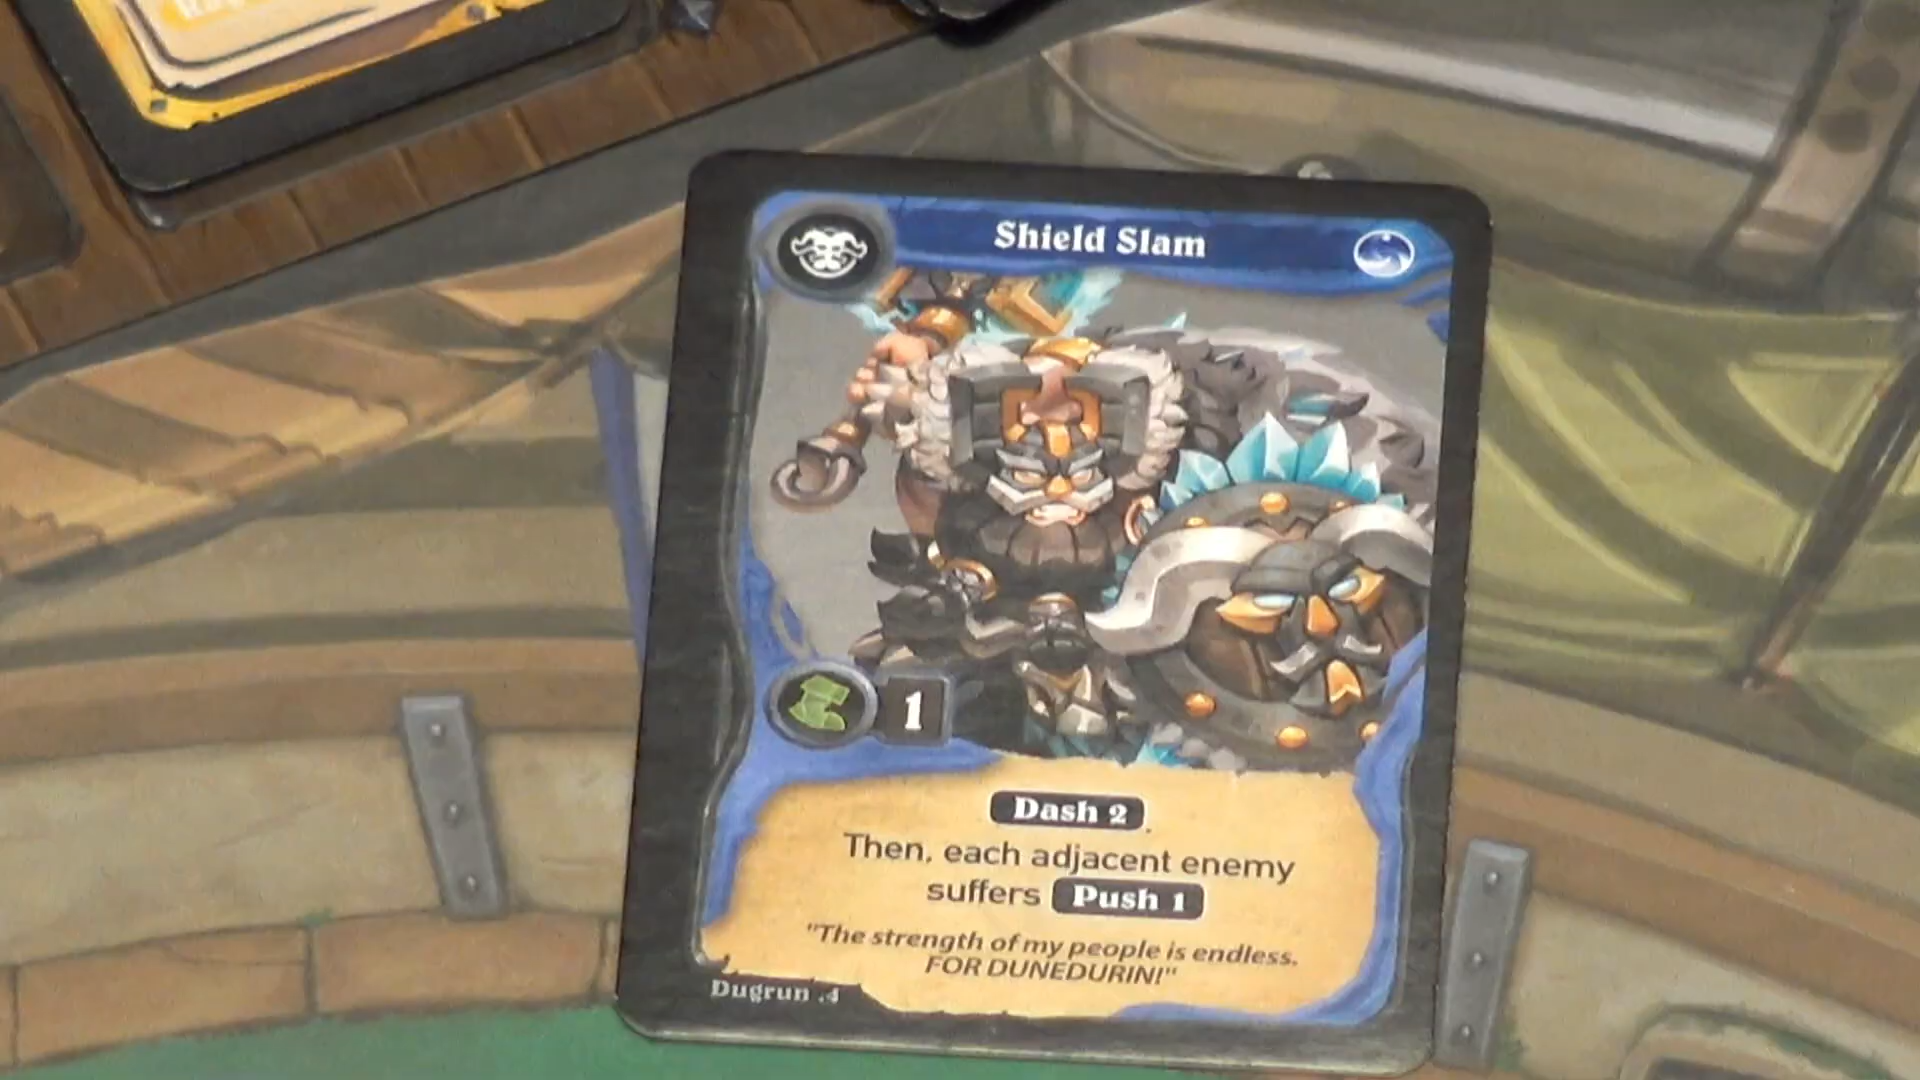 Shield Slam
1
Dash 2
Then, each adjacent enemy
suffers Push 1
"The strength of my people is endless.
FOR DUNEDURIN!"
Dugrun .4